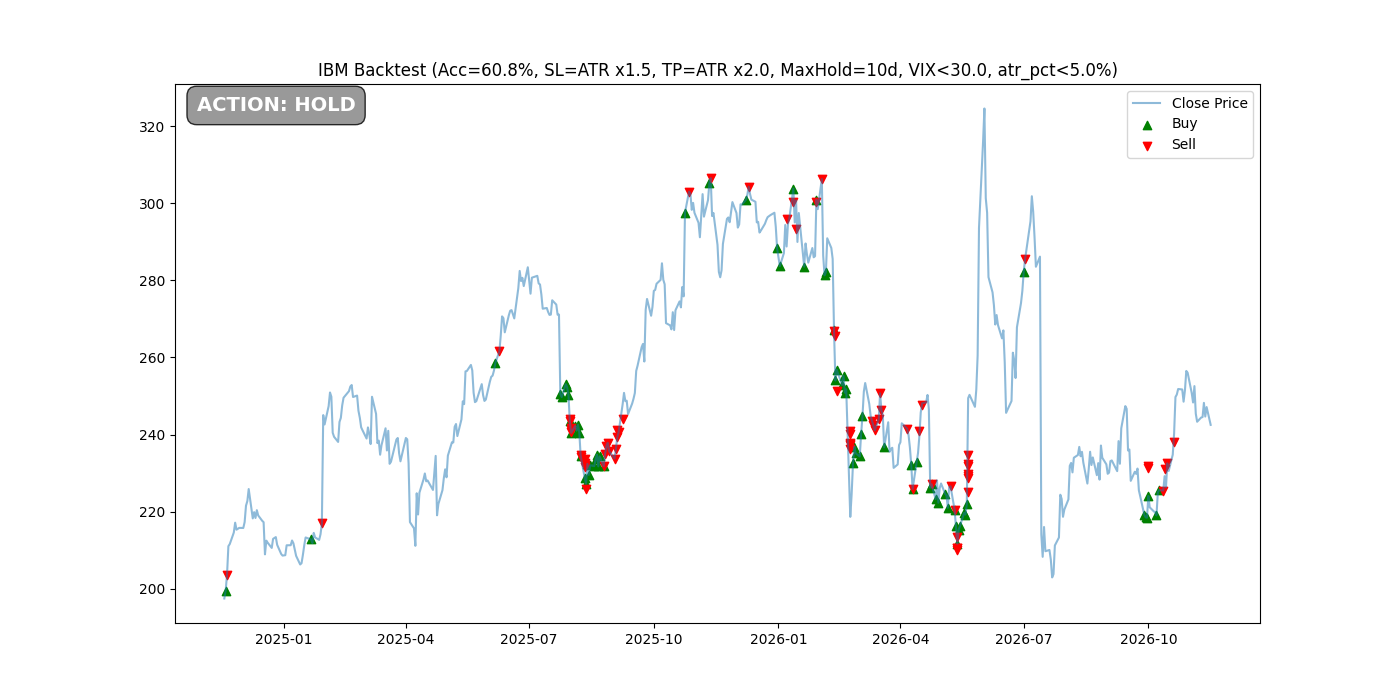 IBM Backtest (Acc=60.8%, SL=ATR x1.5, TP=ATR x2.0, MaxHold=10d, VIX<30.0, atr_pct<5.0%)
ACTION: HOLD
Close Price
Buy
Sell
320
300
280
260
240
220
200
2025-01 2025-04 2025-07 2025-10 2026-01 2026-04 2026-07 2026-10